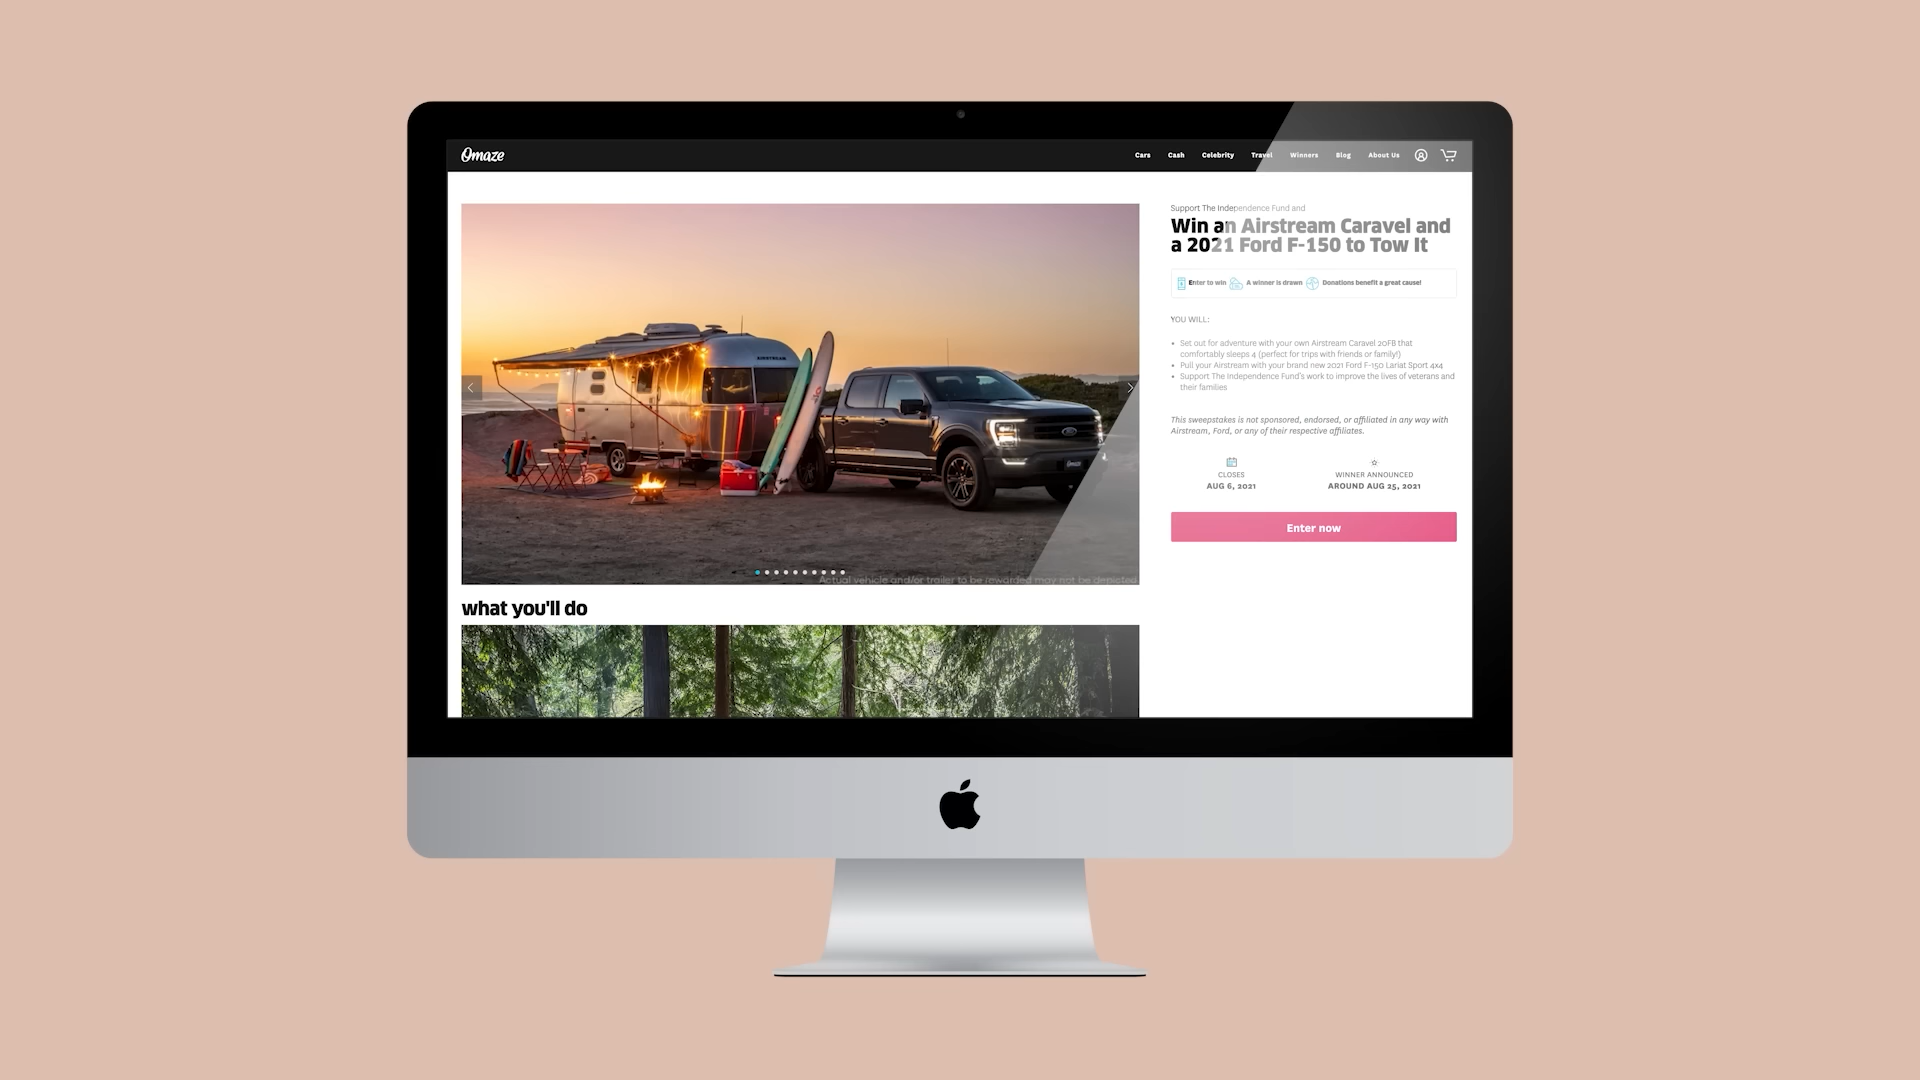 Omaze
Cars Cash Celebrity Travel Winners Blog About Us
AIRSTREAM
Actual vehicle and/or trailer to be rewarded may not be depicted
what you'll do
Support The Independence Fund and
Win an Airstream Caravel and
a 2021 Ford F-150 to Tow It
Enter to win A winner is drawn Donations benefit a great cause!
YOU WILL:
• Set out for adventure with your own Airstream Caravel 20FB that
comfortably sleeps 4 (perfect for trips with friends or family!)
• Pull your Airstream with your brand new 2021 Ford F-150 Lariat Sport 4x4
• Support The Independence Fund's work to improve the lives of veterans and
their families
This sweepstakes is not sponsored, endorsed, or affiliated in any way with
Airstream, Ford, or any of their respective affiliates.
CLOSES
AUG 6, 2021
WINNER ANNOUNCED
AROUND AUG 25, 2021
Enter now